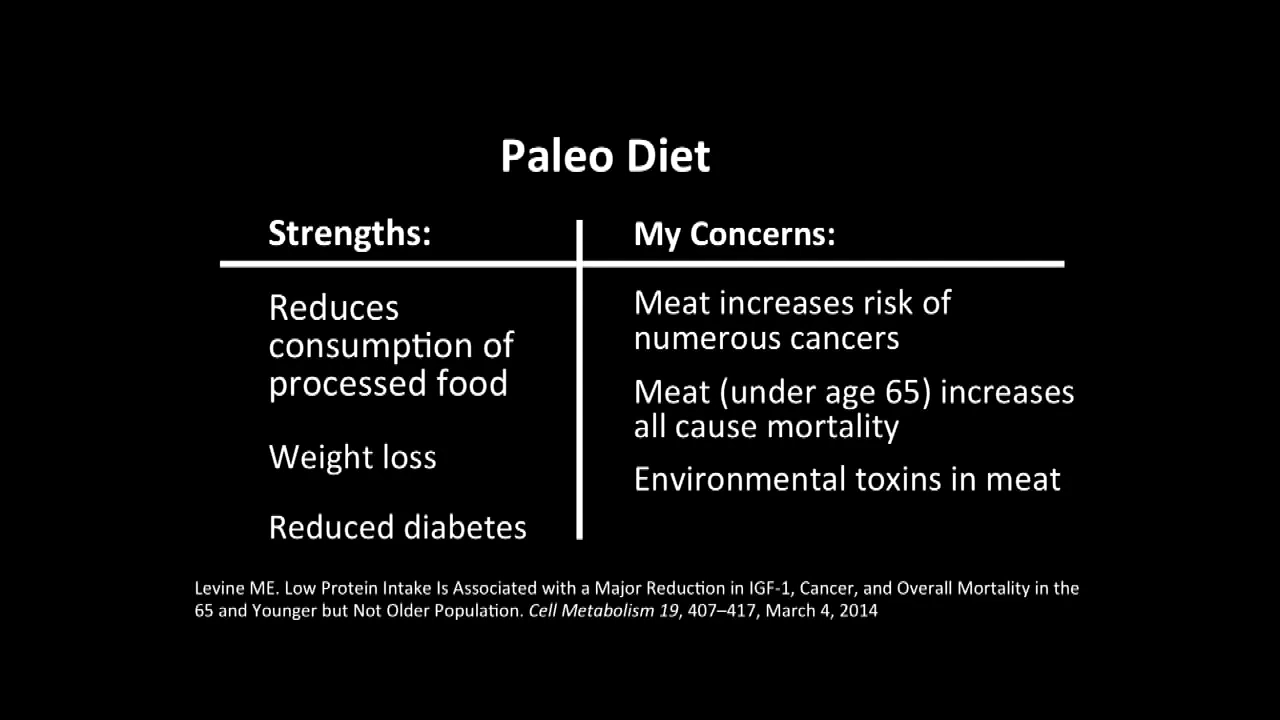 Paleo Diet
Strengths:
My Concerns:
Reduces
consumption of
processed food
Weight loss
Reduced diabetes
Meat increases risk of
numerous cancers
Meat (under age 65) increases
all cause mortality
Environmental toxins in meat
Levine ME. Low Protein Intake Is Associated with a Major Reduction in IGF-1, Cancer, and Overall Mortality in the
65 and Younger but Not Older Population. Cell Metabolism 19, 407–417, March 4, 2014